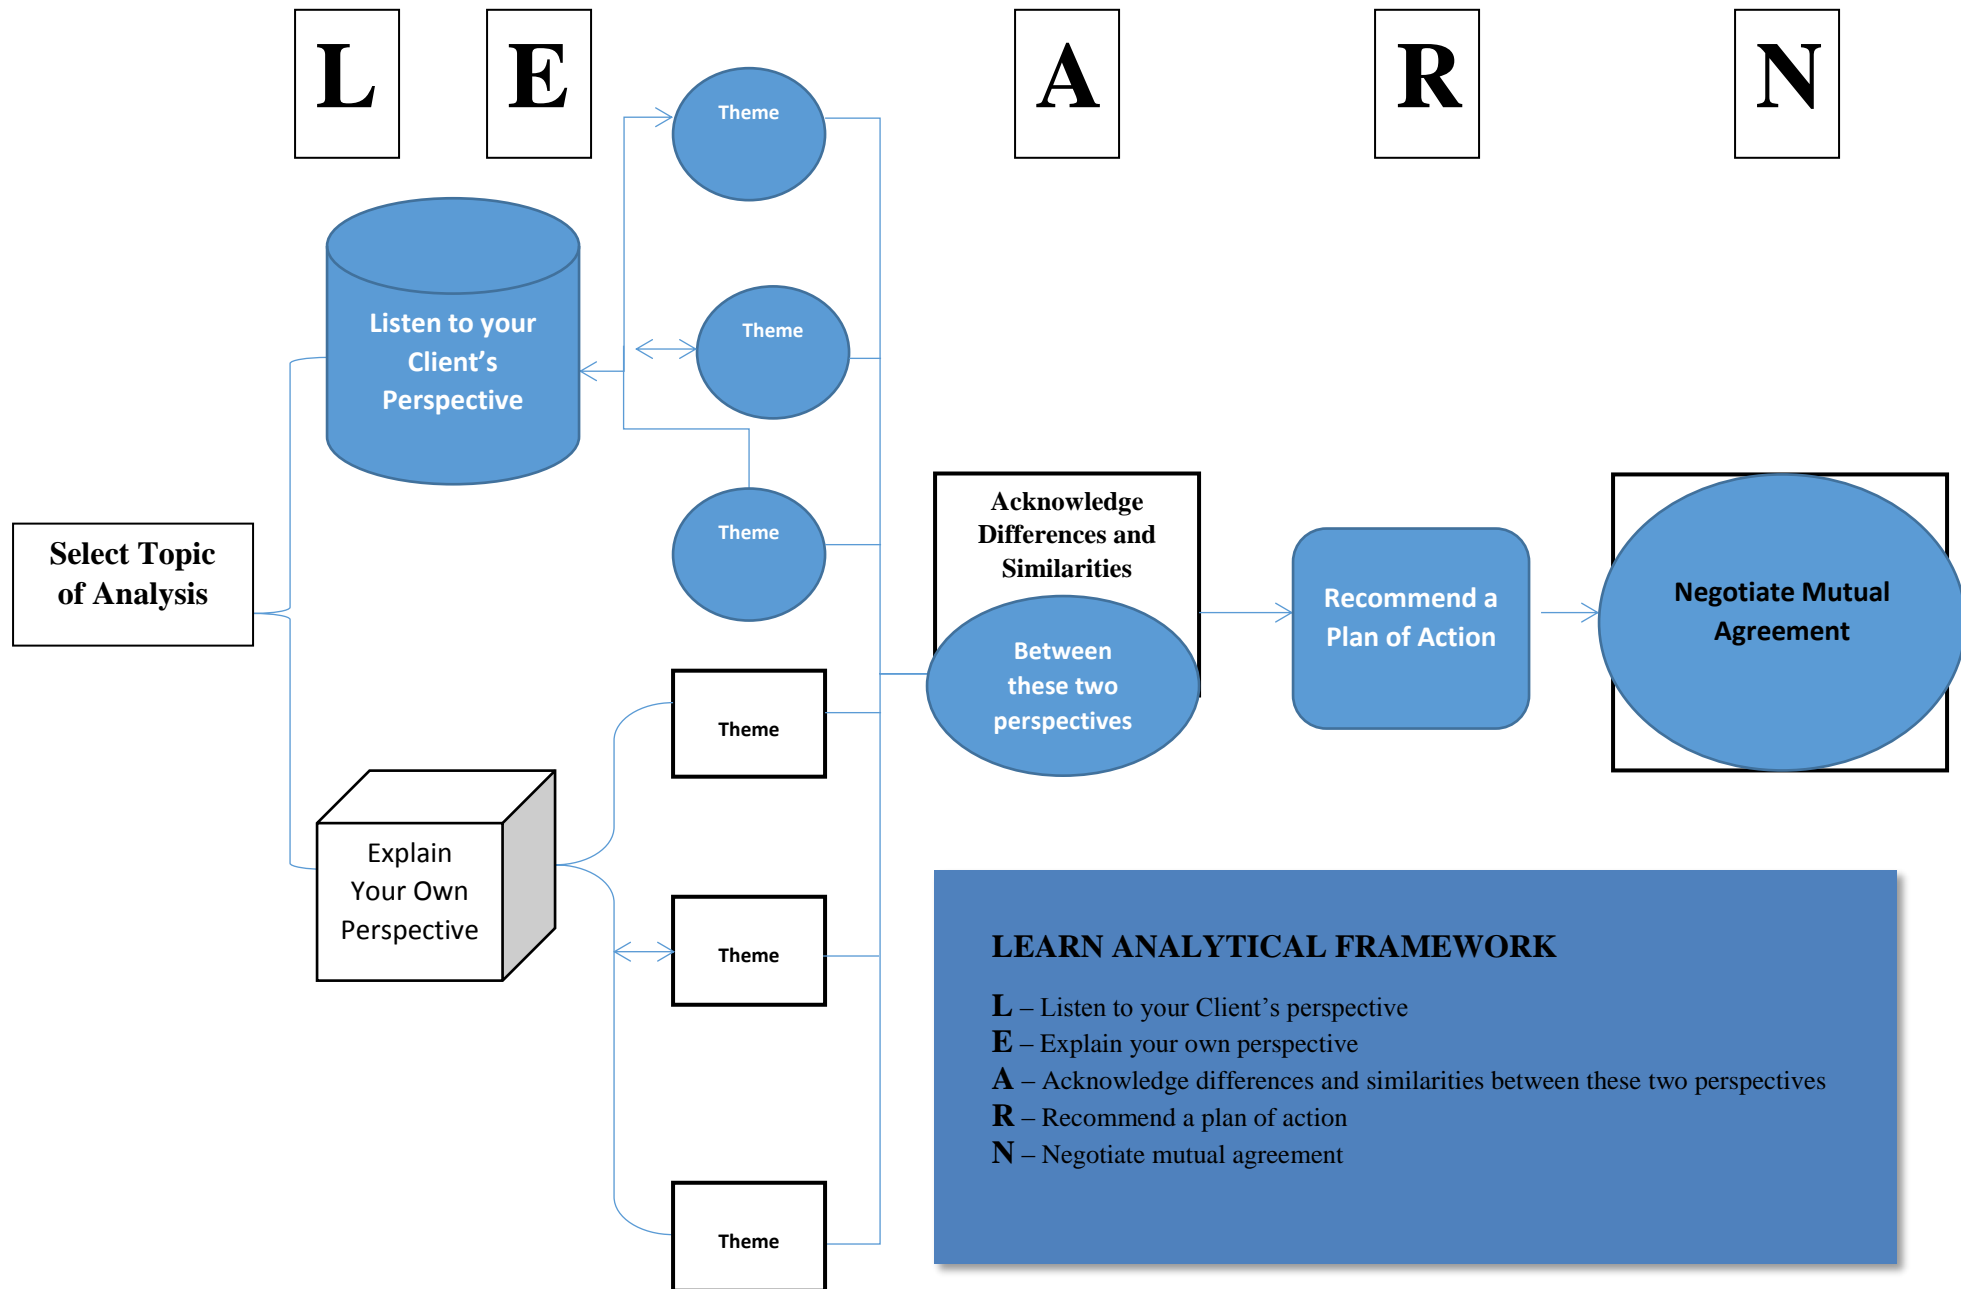 L
E
A
R
N
Theme
Listen to your
Client’s
Perspective
Theme
Theme
Select Topic
of Analysis
Acknowledge
Differences and
Similarities
Between
these two
perspectives
Recommend a
Plan of Action
Negotiate Mutual
Agreement
Theme
Explain
Your Own
Perspective
Theme
Theme
LEARN ANALYTICAL FRAMEWORK
L – Listen to your Client’s perspective
E – Explain your own perspective
A – Acknowledge differences and similarities between these two perspectives
R – Recommend a plan of action
N – Negotiate mutual agreement